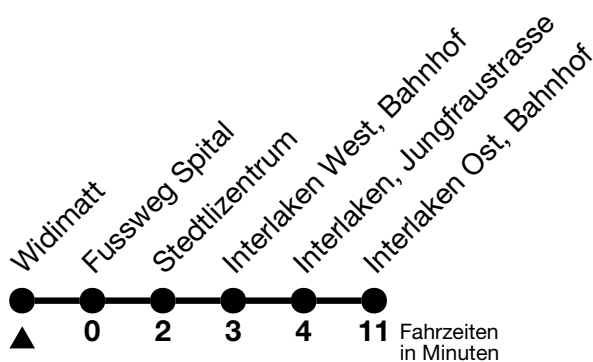 Widimatt
Fussweg Spital
Stedtlizentrum
Interlaken West, Bahnhof
Interlaken, Jungfraustrasse
Interlaken Ost, Bahnhof
0 2 3 4 11 Fahrzeiten
in Minuten